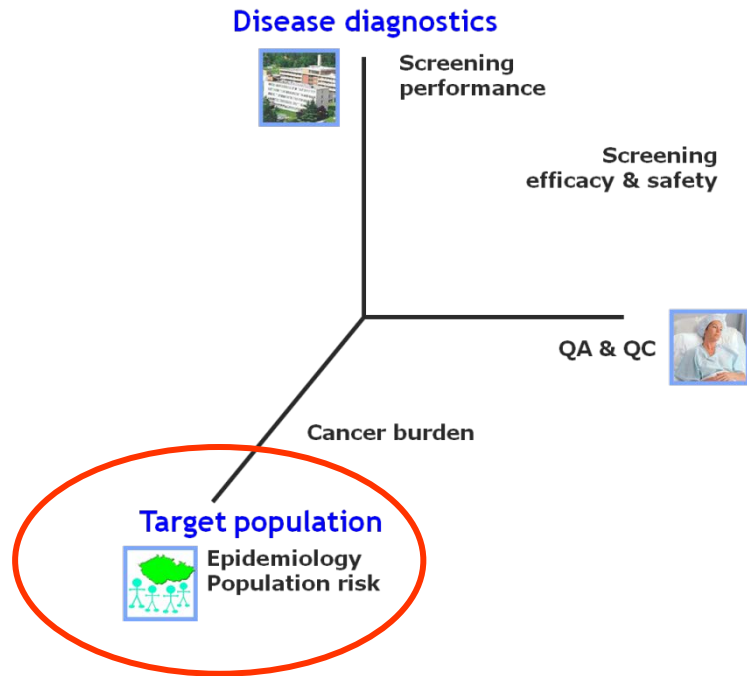 Disease diagnostics
Screening
performance
Screening
efficacy & safety
QA & QC
Cancer burden
Target population
Epidemiology
Population risk